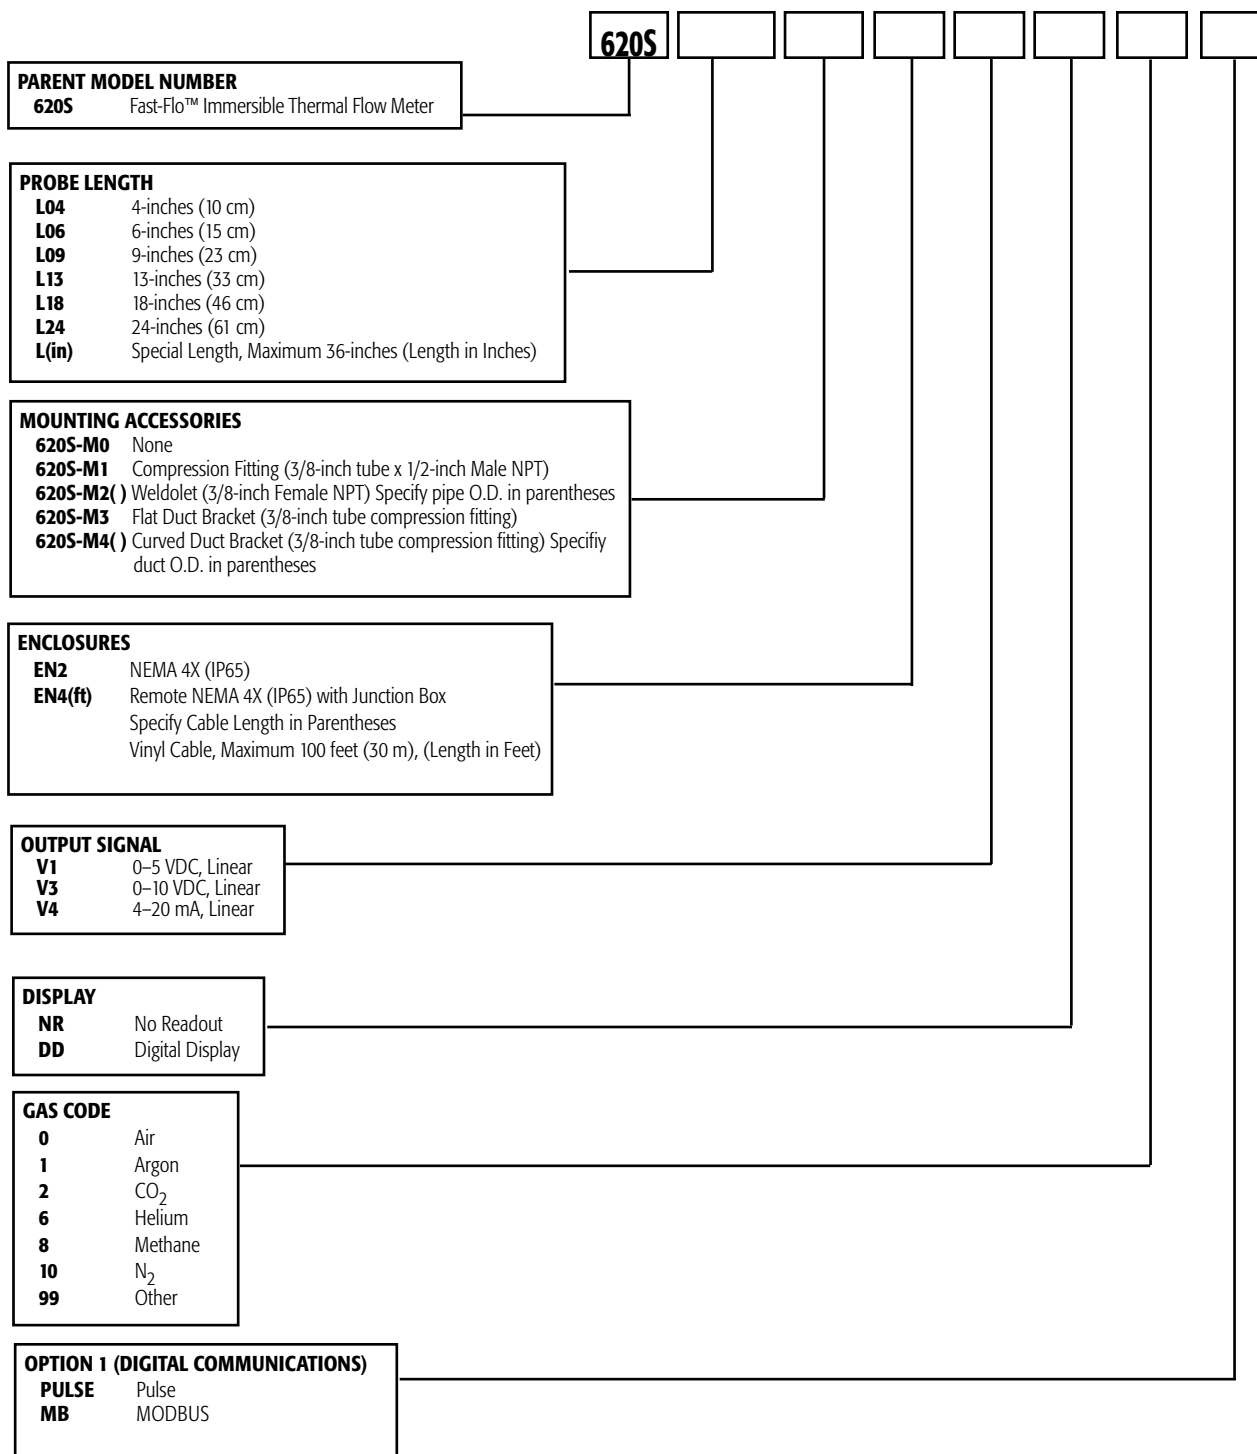 620S
PARENT MODEL NUMBER
620S Fast-Flo™ Immersible Thermal Flow Meter
PROBE LENGTH
L04 4-inches (10 cm)
L06 6-inches (15 cm)
L09 9-inches (23 cm)
L13 13-inches (33 cm)
L18 18-inches (46 cm)
L24 24-inches (61 cm)
L(in) Special Length, Maximum 36-inches (Length in Inches)
MOUNTING ACCESSORIES
620S-M0 None
620S-M1 Compression Fitting (3/8-inch tube x 1/2-inch Male NPT)
620S-M2( ) Weldolet (3/8-inch Female NPT) Specify pipe O.D. in parentheses
620S-M3 Flat Duct Bracket (3/8-inch tube compression fitting)
620S-M4( ) Curved Duct Bracket (3/8-inch tube compression fitting) Specifiy
duct O.D. in parentheses
ENCLOSURES
EN2 NEMA 4X (IP65)
EN4(ft) Remote NEMA 4X (IP65) with Junction Box
Specify Cable Length in Parentheses
Vinyl Cable, Maximum 100 feet (30 m), (Length in Feet)
OUTPUT SIGNAL
V1 0–5 VDC, Linear
V3 0–10 VDC, Linear
V4 4–20 mA, Linear
DISPLAY
NR No Readout
DD Digital Display
GAS CODE
0 Air
1 Argon
2 CO2
6 Helium
8 Methane
10 N2
99 Other
OPTION 1 (DIGITAL COMMUNICATIONS)
PULSE Pulse
MB MODBUS